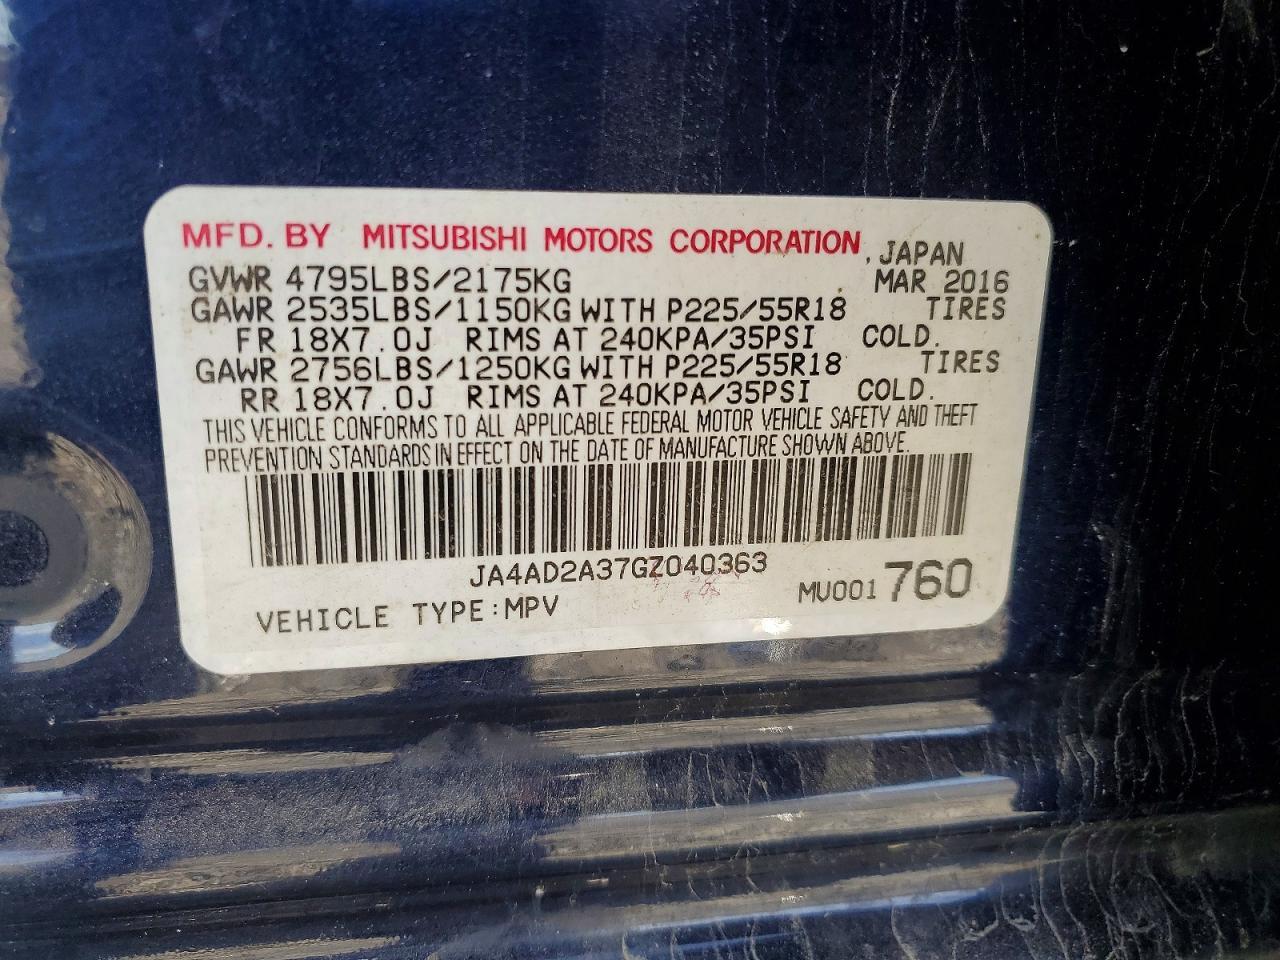 MFD. BY MITSUBISHI MOTORS CORPORATION , JAPAN
GVWR 4795LBS/2175KG MAR 2016
GAWR 2535LBS/1150KG WITH P225/55R18 TIRES
FR 18X7.0J RIMS AT 240KPA/35PSI COLD.
GAWR 2756LBS/1250KG WITH P225/55R18 TIRES
RR 18X7.0J RIMS AT 240KPA/35PSI COLD.
THIS VEHICLE CONFORMS TO ALL APPLICABLE FEDERAL MOTOR VEHICLE SAFETY AND THEFT
PREVENTION STANDARDS IN EFFECT ON THE DATE OF MANUFACTURE SHOWN ABOVE.
JA4AD2A37GZ040363
VEHICLE TYPE:MPV MU001 760